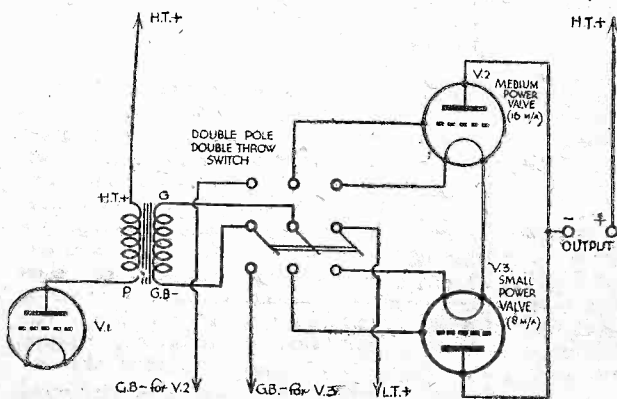 H.T.+
H.T.+
V.2
MEDIUM
POWER
VALVE
(16 M/A)
DOUBLE POLE
DOUBLE THROW
SWITCH
H.T.+
G
- +
OUTPUT
P
G.B-
V.1
V.3.
SMALL
POWER
VALVE.
(8 M/A)
G.B- for V.2
G.B.- for V.3.
L.T.+